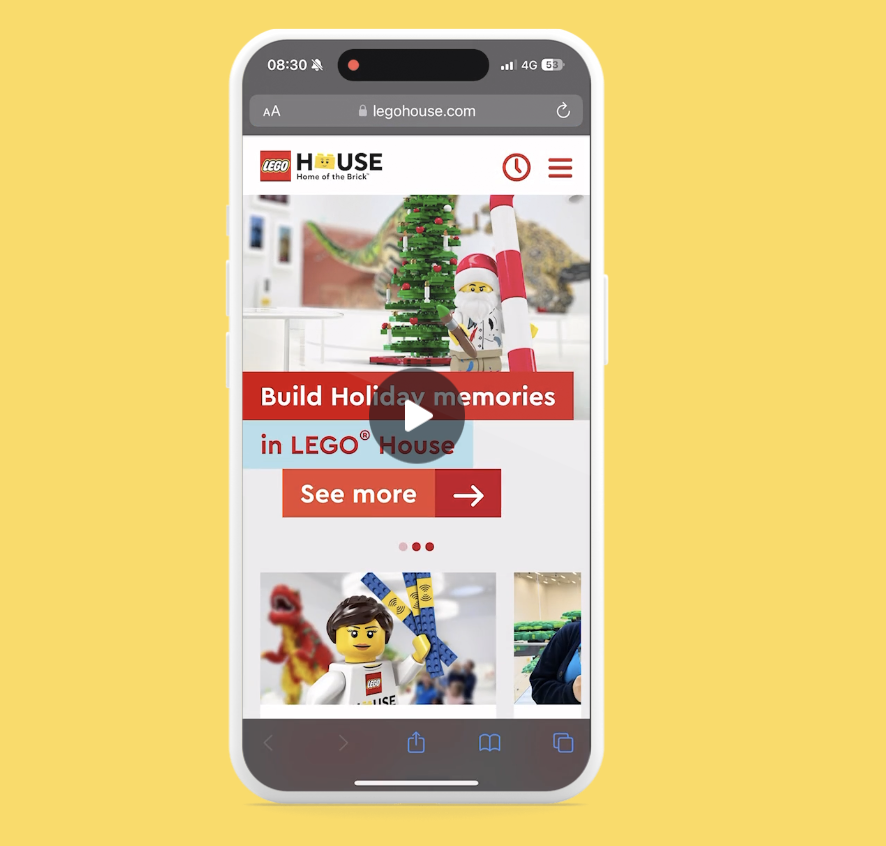 08:30
4G
53
AA
legohouse.com
LEGO
HOUSE
Home of the Brick™
Build Holiday memories
in LEGO® House
See more
LEGO
USE